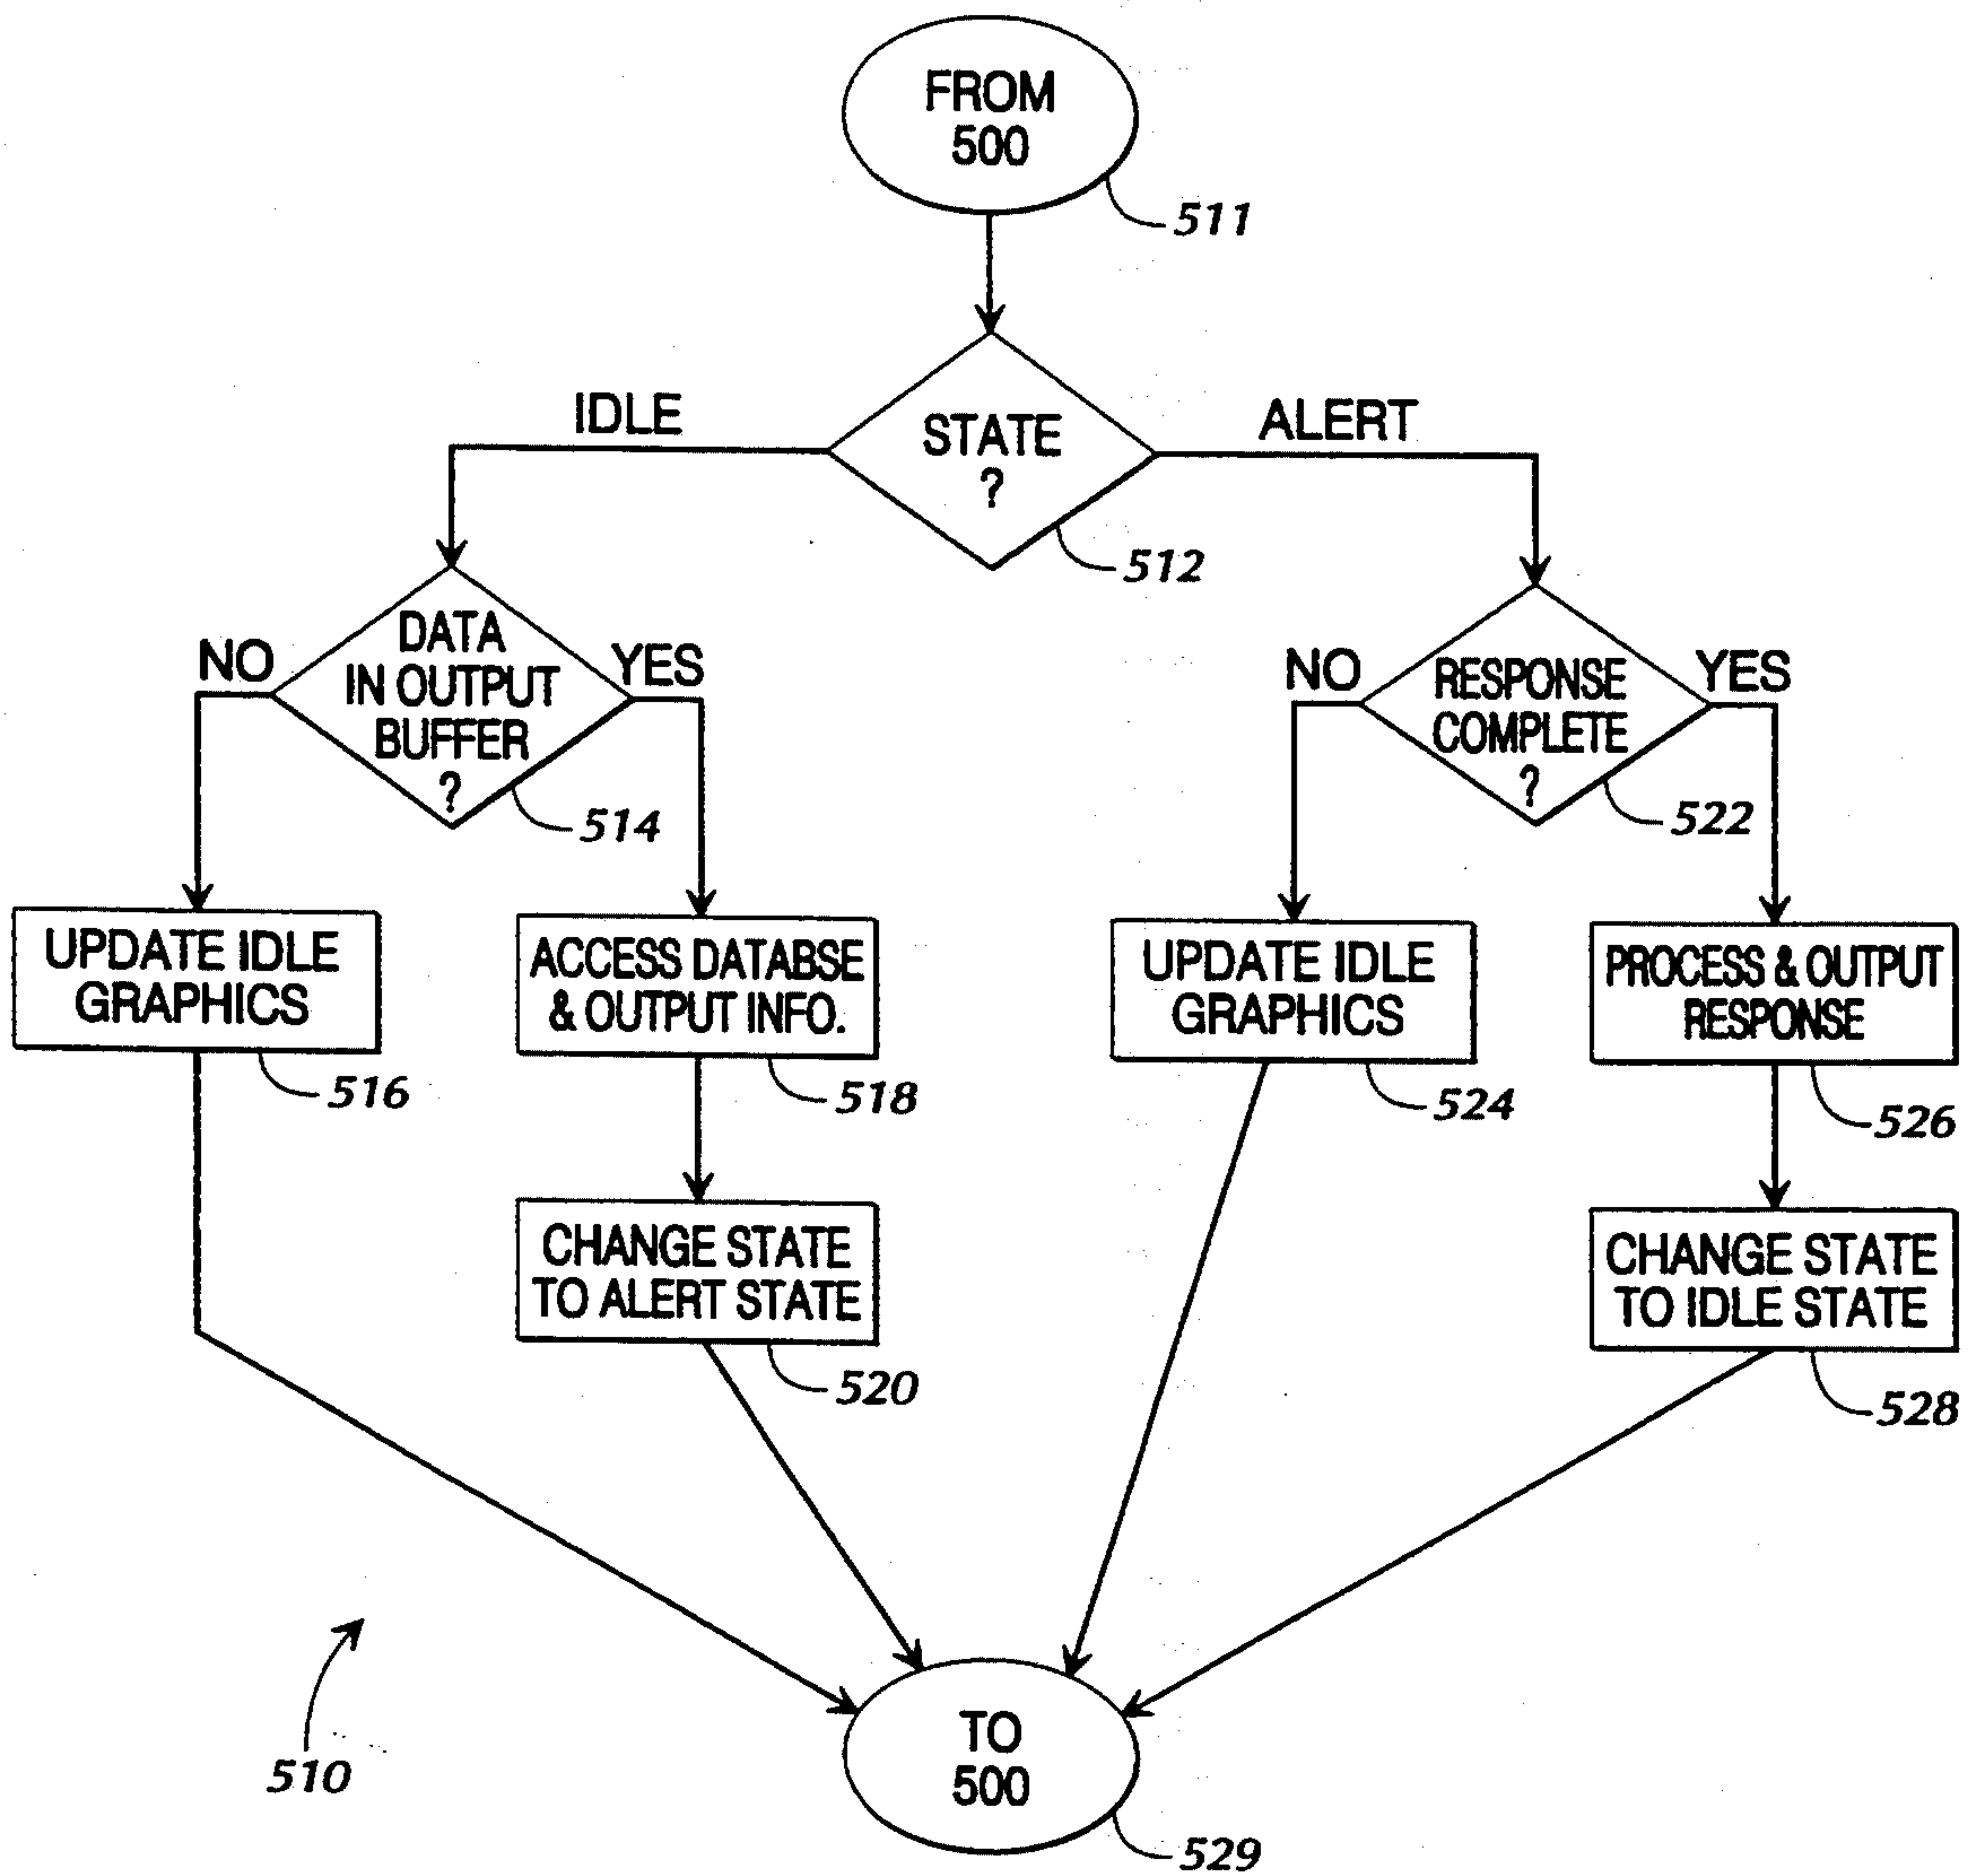 FROM
500
511
IDLE
STATE
?
ALERT
512
NO
DATA
IN OUTPUT
BUFFER
?
YES
514
NO
RESPONSE
COMPLETE
?
YES
522
UPDATE IDLE
GRAPHICS
516
ACCESS DATABSE
& OUTPUT INFO.
518
UPDATE IDLE
GRAPHICS
524
PROCESS & OUTPUT
RESPONSE
526
CHANGE STATE
TO ALERT STATE
520
CHANGE STATE
TO IDLE STATE
528
510
TO
500
529